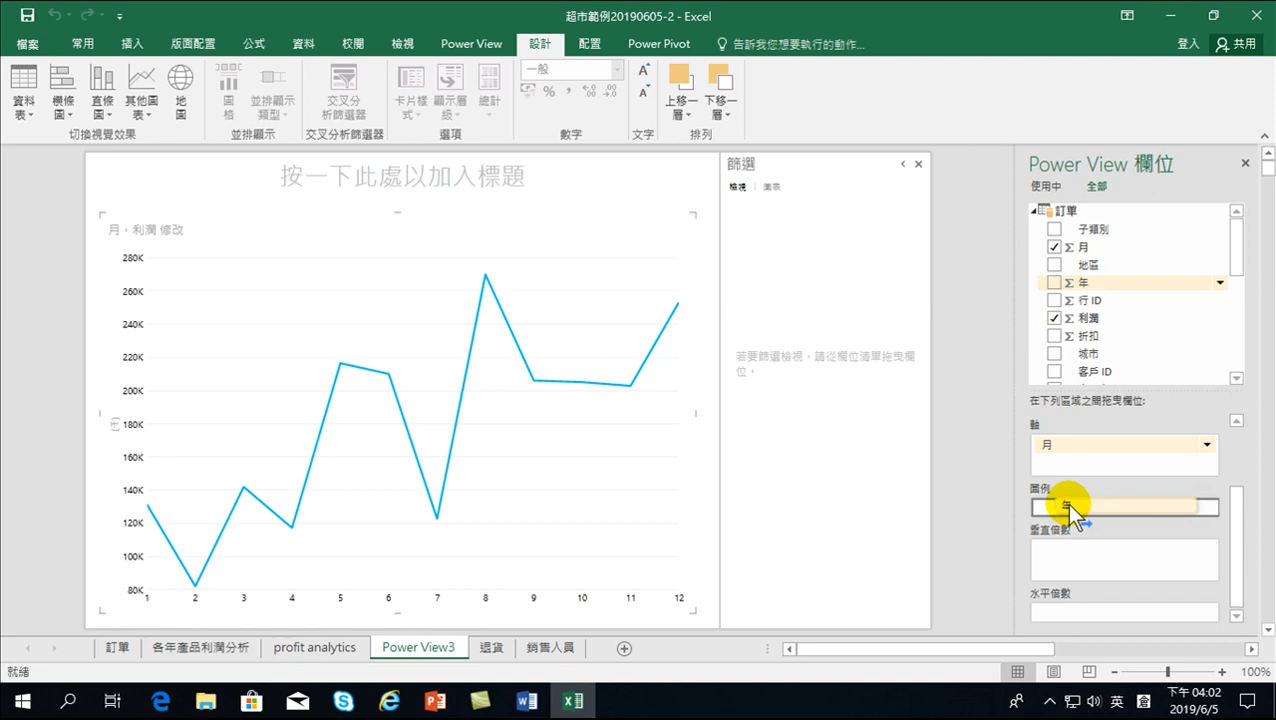 超市範例20190605-2 - Excel
檔案 常用 插入 版面配置 公式 資料 校閱 檢視 Power View 設計 配置 Power Pivot 告訴我您想要執行的動作... 登入 共用
資料表 橫條圖 直條圖 其他圖表 地圖
切換視覺效果
圖格 並排顯示類型
並排顯示
交叉分析篩選器
交叉分析篩選器
卡片樣式 顯示層級 總計
選項
一般
% , ←.0 .00 .00 →.0
數字
A A
文字
上移一層 下移一層
排列
按一下此處以加入標題
月,利潤 修改
280K
260K
240K
220K
200K
180K
160K
140K
120K
100K
80K
(千)
1 2 3 4 5 6 7 8 9 10 11 12
篩選
檢視 | 圖表
若要篩選檢視,請從欄位清單拖曳欄位。
Power View 欄位
使用中 全部
訂單
子類別
Σ 月
地區
Σ 年
Σ 行 ID
Σ 利潤
Σ 折扣
城市
客戶 ID
在下列區域之間拖曳欄位:
軸
月
圖例
年
垂直倍數
水平倍數
訂單 各年產品利潤分析 profit analytics Power View3 退貨 銷售人員
就緒
100%
英
下午 04:02
2019/6/5